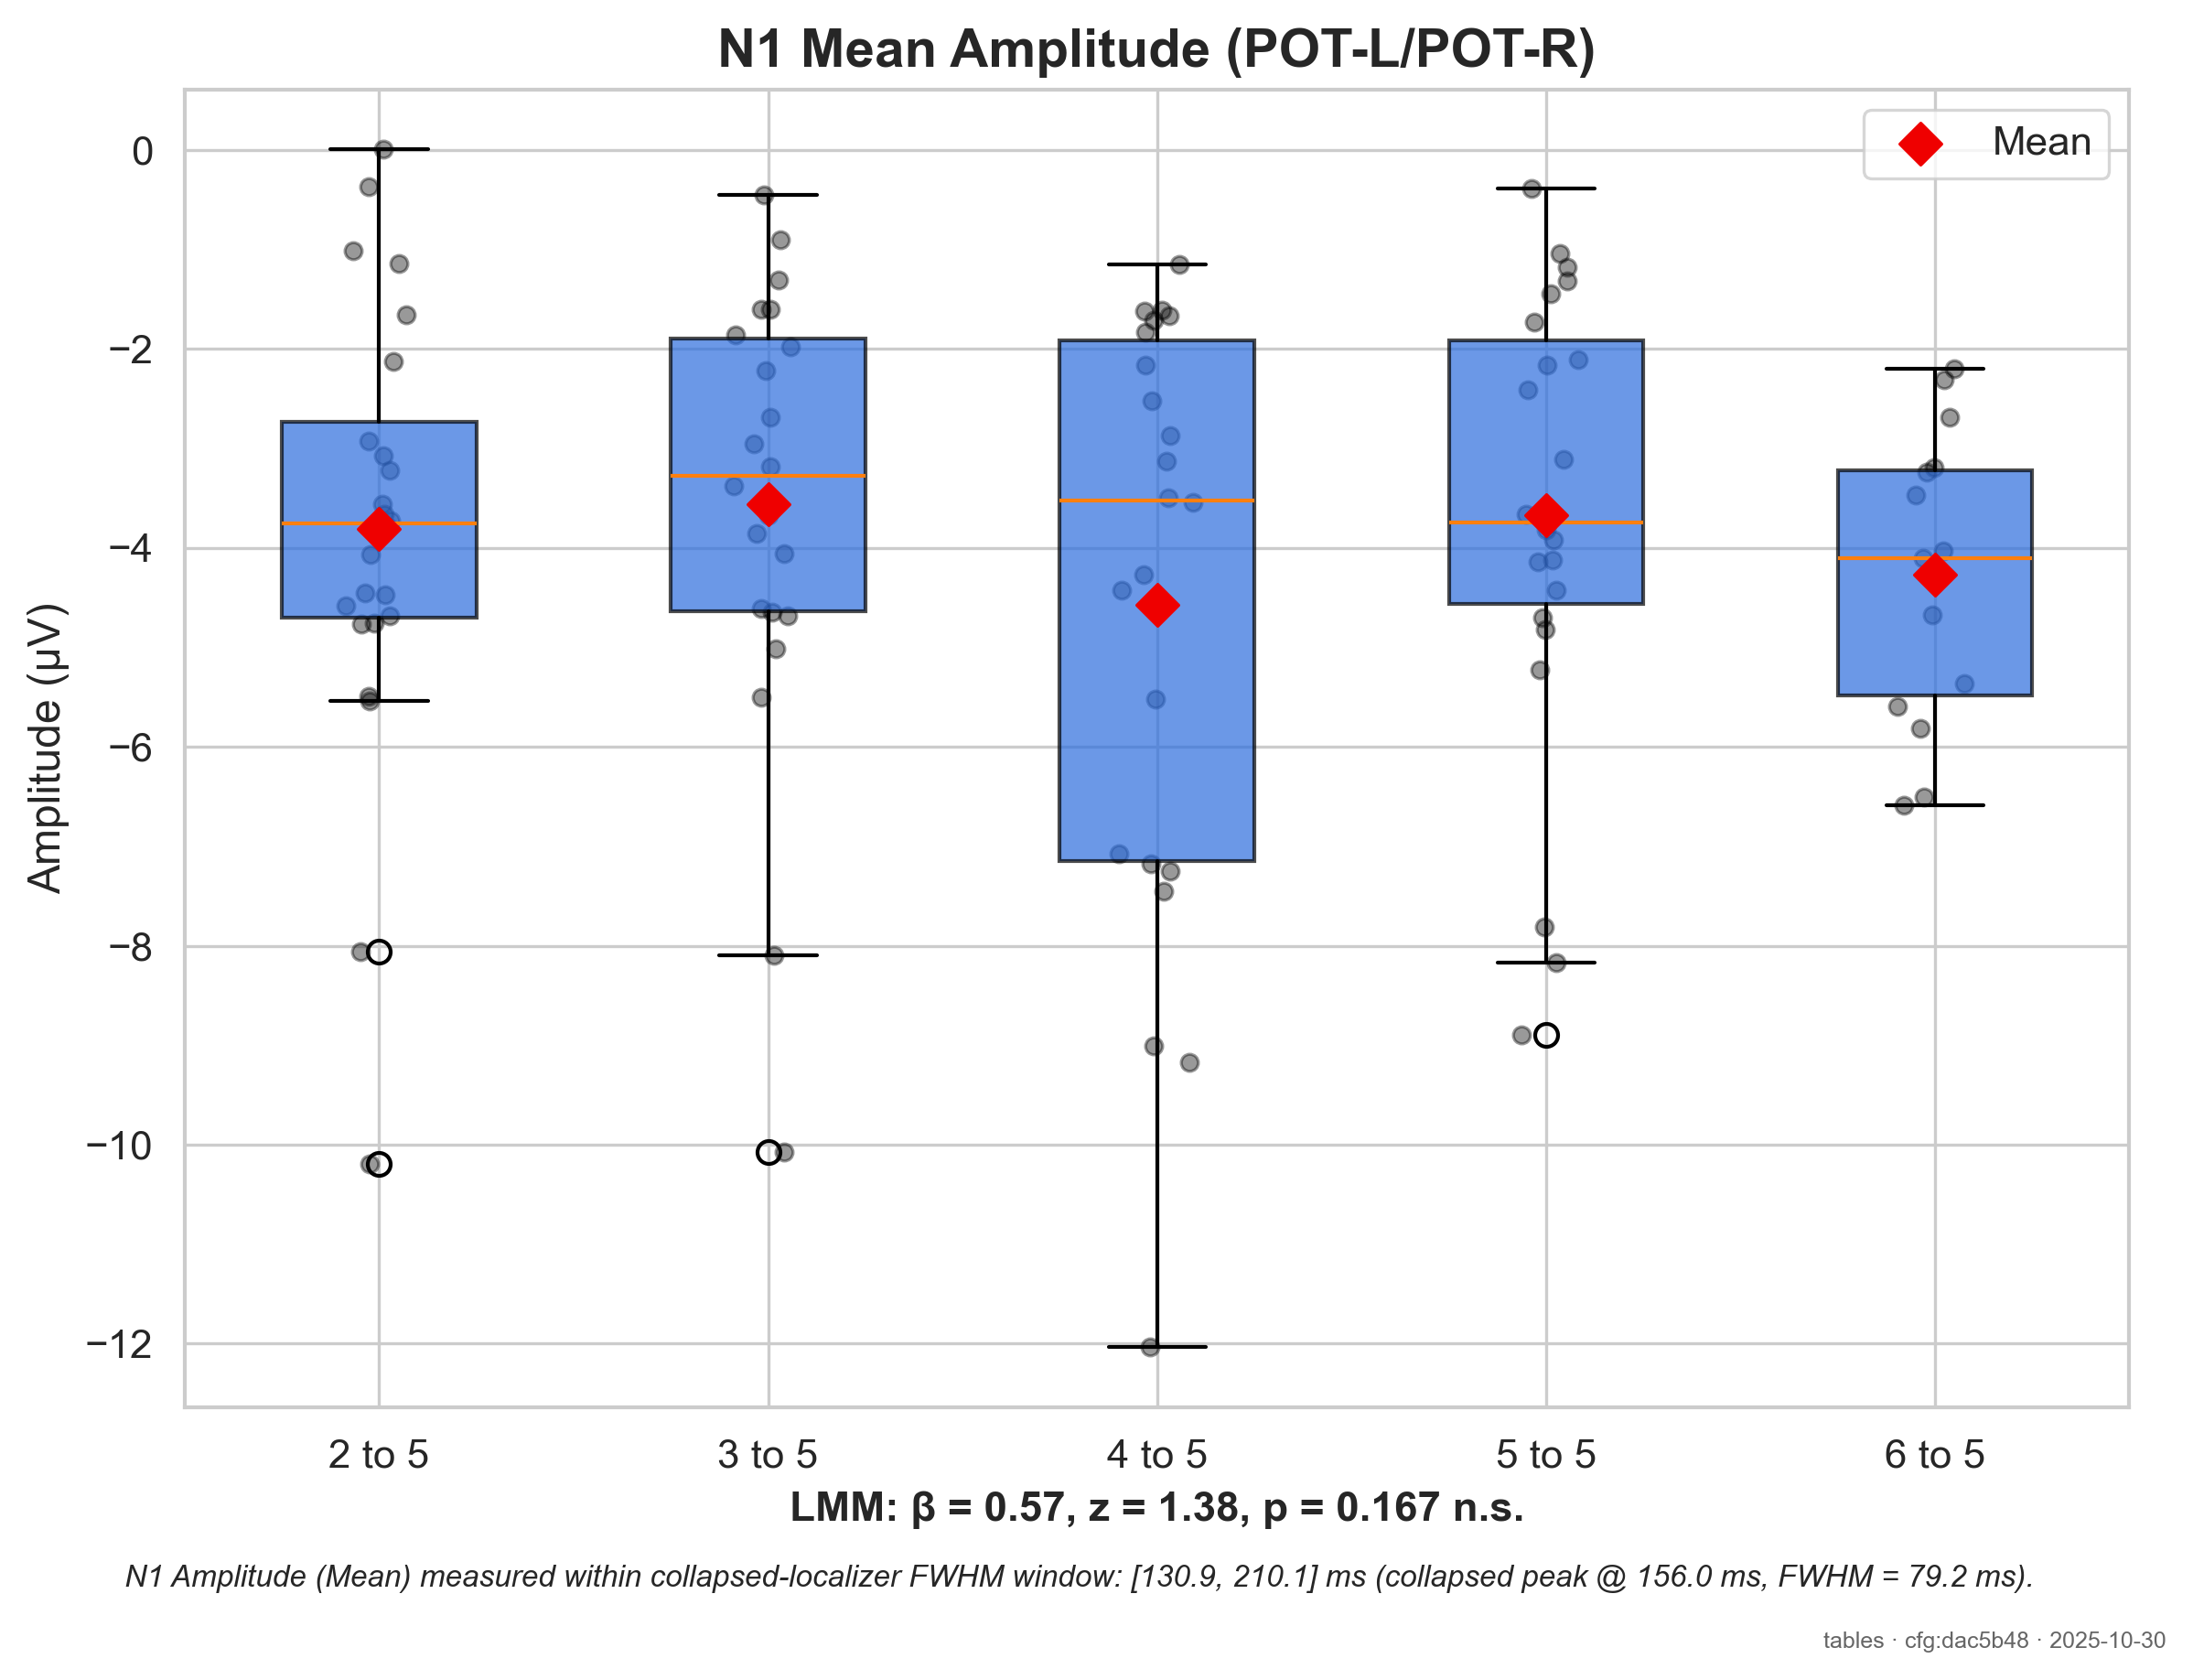 N1 Mean Amplitude (POT-L/POT-R)
Mean
Amplitude (µV)
0
−2
−4
−6
−8
−10
−12
2 to 5
3 to 5
4 to 5
5 to 5
6 to 5
LMM: β = 0.57, z = 1.38, p = 0.167 n.s.
N1 Amplitude (Mean) measured within collapsed-localizer FWHM window: [130.9, 210.1] ms (collapsed peak @ 156.0 ms, FWHM = 79.2 ms).
tables · cfg:dac5b48 · 2025-10-30